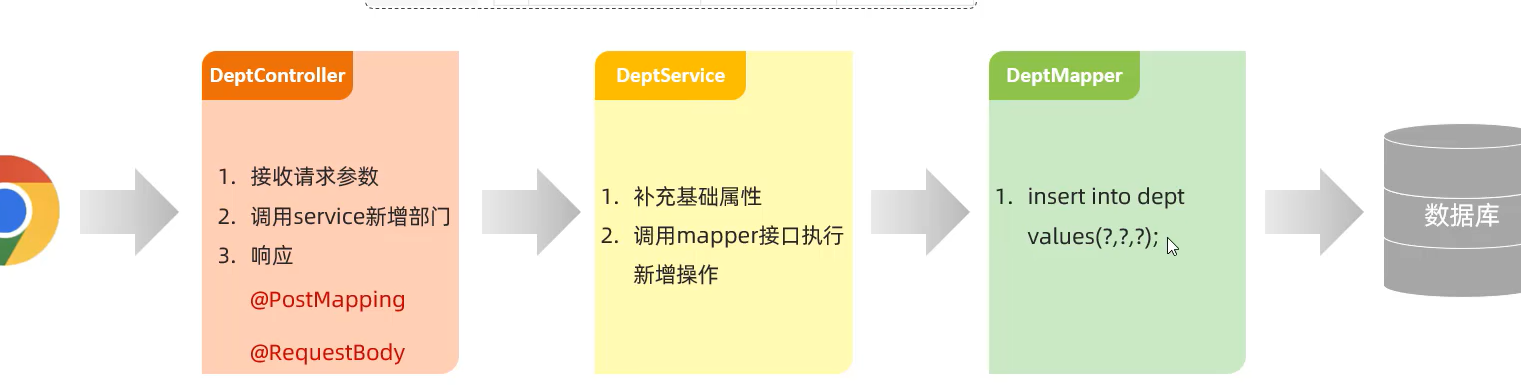 DeptController
1. 接收请求参数
2. 调用service新增部门
3. 响应
@PostMapping
@RequestBody
DeptService
1. 补充基础属性
2. 调用mapper接口执行
新增操作
DeptMapper
1. insert into dept
values(?,?,?);
数据库